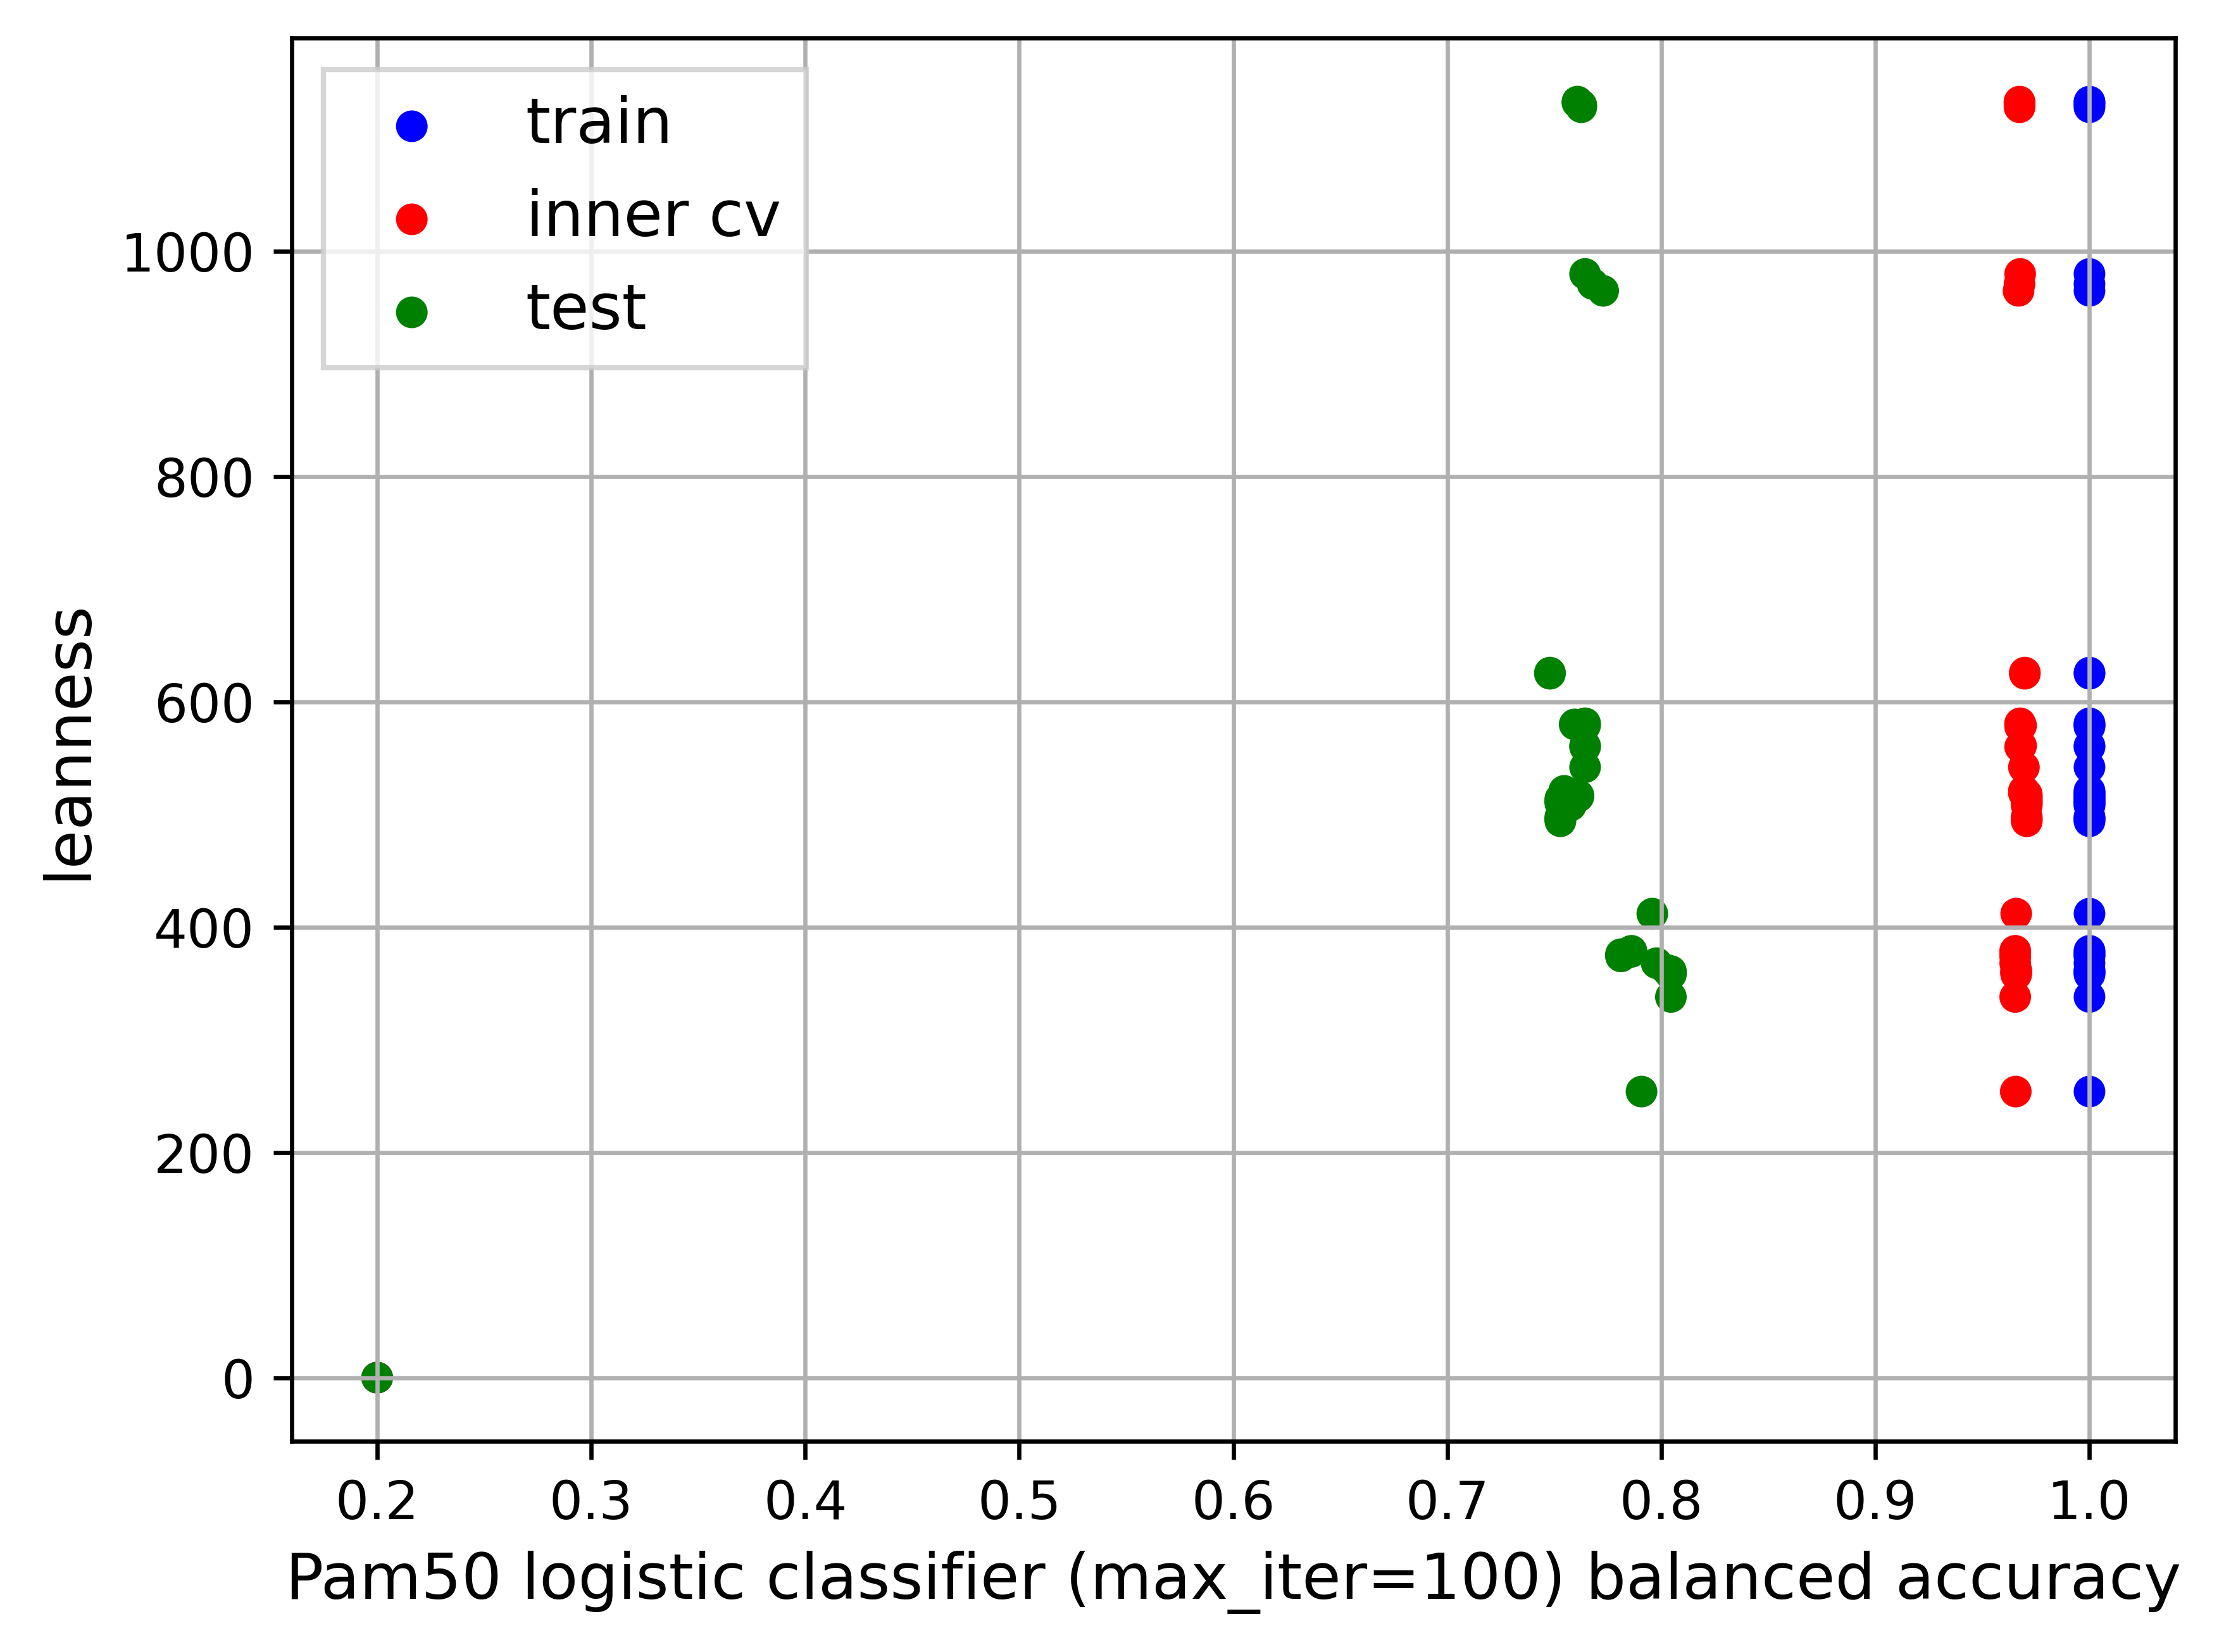 train
inner cv
test
leanness
1000
800
600
400
200
0
0.2 0.3 0.4 0.5 0.6 0.7 0.8 0.9 1.0
Pam50 logistic classifier (max_iter=100) balanced accuracy